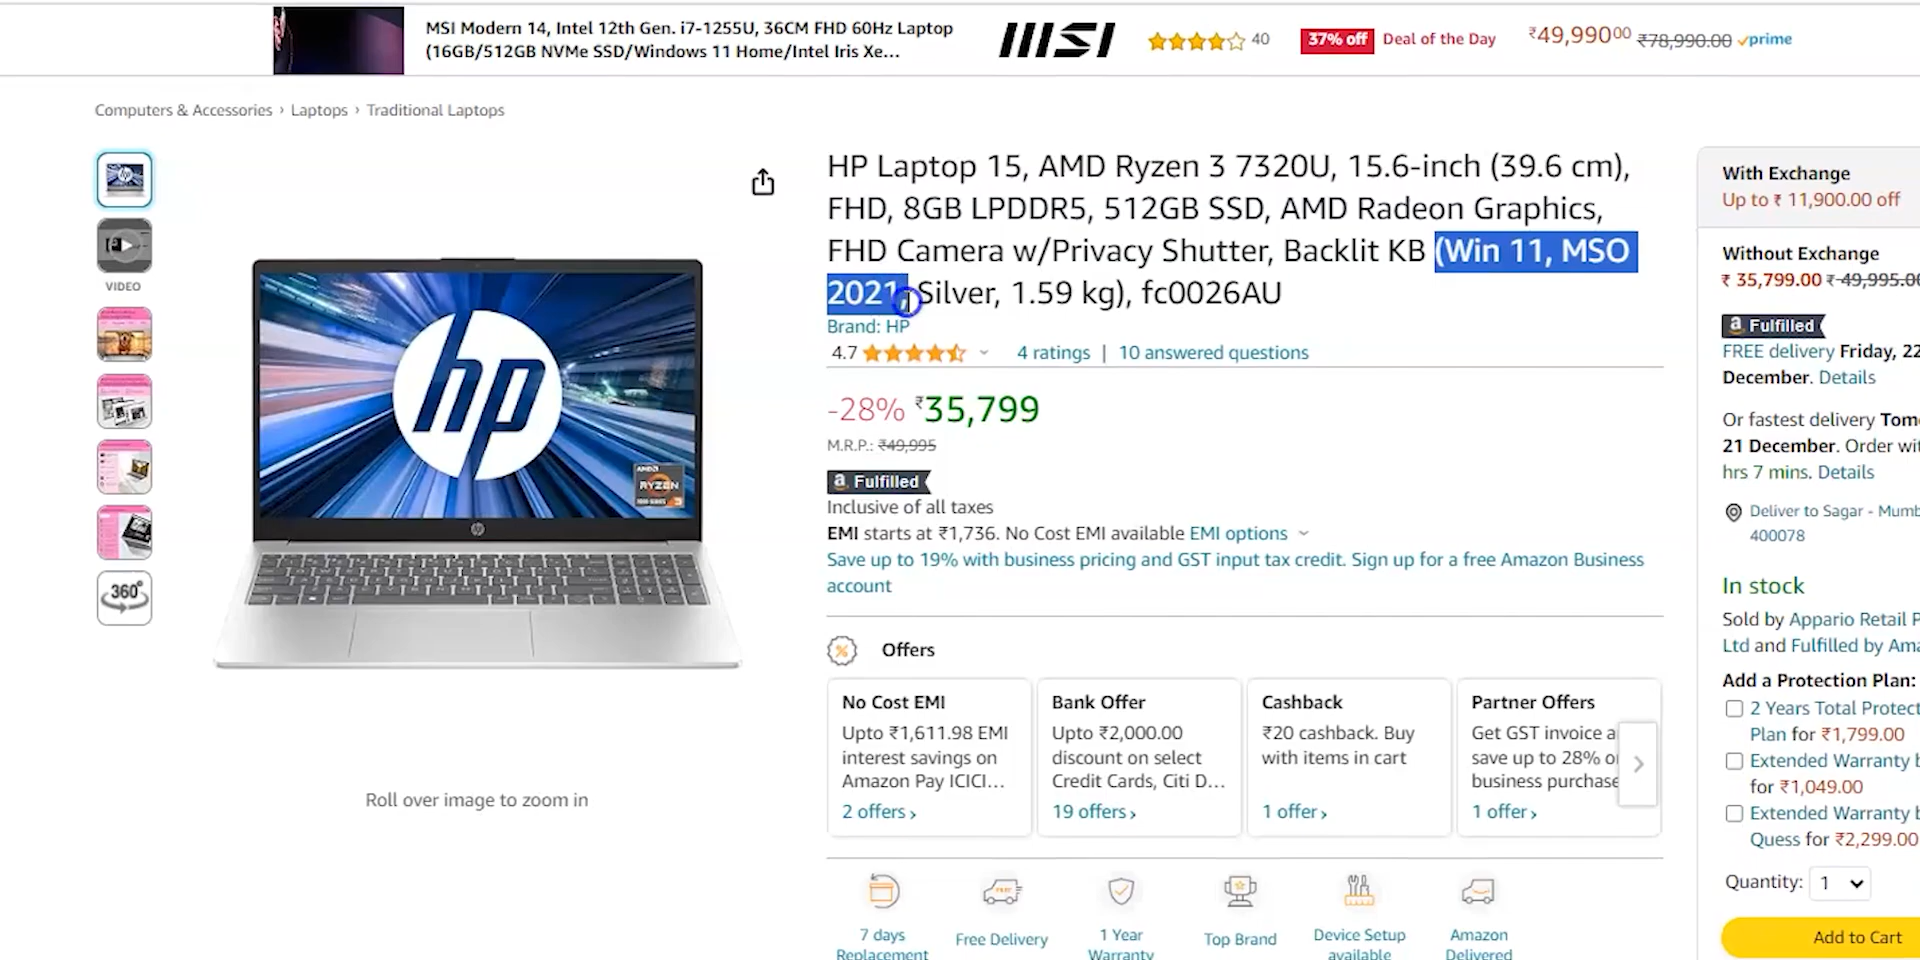 MSI Modern 14, Intel 12th Gen. i7-1255U, 36CM FHD 60Hz Laptop
(16GB/512GB NVMe SSD/Windows 11 Home/Intel Iris Xe...
msi
40
37% off
Deal of the Day
₹49,990⁰⁰
₹78,990.00
prime
Computers & Accessories › Laptops › Traditional Laptops
VIDEO
360°
hp
AMD
RYZEN
3
hp
Roll over image to zoom in
HP Laptop 15, AMD Ryzen 3 7320U, 15.6-inch (39.6 cm),
FHD, 8GB LPDDR5, 512GB SSD, AMD Radeon Graphics,
FHD Camera w/Privacy Shutter, Backlit KB (Win 11, MSO
2021, Silver, 1.59 kg), fc0026AU
Brand: HP
4.7
4 ratings | 10 answered questions
-28% ₹35,799
M.R.P.: ₹49,995
a Fulfilled
Inclusive of all taxes
EMI starts at ₹1,736. No Cost EMI available EMI options
Save up to 19% with business pricing and GST input tax credit. Sign up for a free Amazon Business
account
Offers
No Cost EMI
Upto ₹1,611.98 EMI
interest savings on
Amazon Pay ICICI...
2 offers ›
Bank Offer
Upto ₹2,000.00
discount on select
Credit Cards, Citi D...
19 offers ›
Cashback
₹20 cashback. Buy
with items in cart
1 offer ›
Partner Offers
Get GST invoice a
save up to 28% o
business purchase
1 offer ›
7 days
Replacement
Free Delivery
1 Year
Warranty
Top Brand
Device Setup
available
Amazon
Delivered
With Exchange
Up to ₹ 11,900.00 off
Without Exchange
₹ 35,799.00 ₹ 49,995.0
a Fulfilled
FREE delivery Friday, 22
December. Details
Or fastest delivery Tom
21 December. Order wit
hrs 7 mins. Details
Deliver to Sagar - Mumb
400078
In stock
Sold by Appario Retail P
Ltd and Fulfilled by Ama
Add a Protection Plan:
2 Years Total Protect
Plan for ₹1,799.00
Extended Warranty b
for ₹1,049.00
Extended Warranty b
Quess for ₹2,299.00
Quantity: 1
Add to Cart